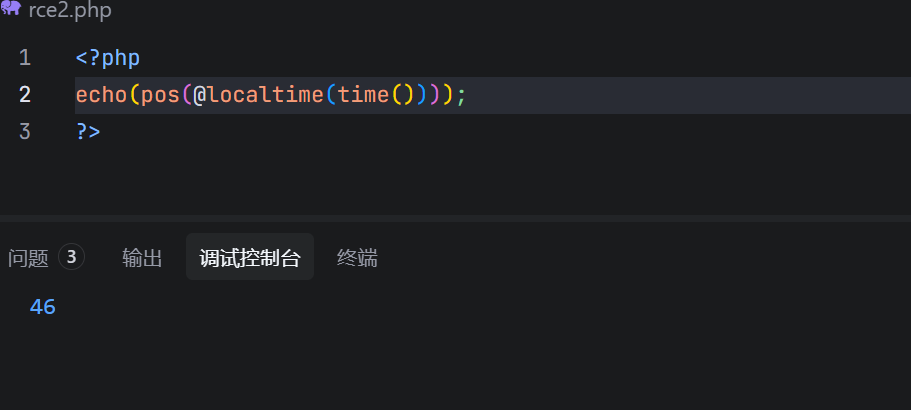 rce2.php
1 <?php
2 echo(pos(@localtime(time())));
3 ?>
问题 3 输出 调试控制台 终端
46